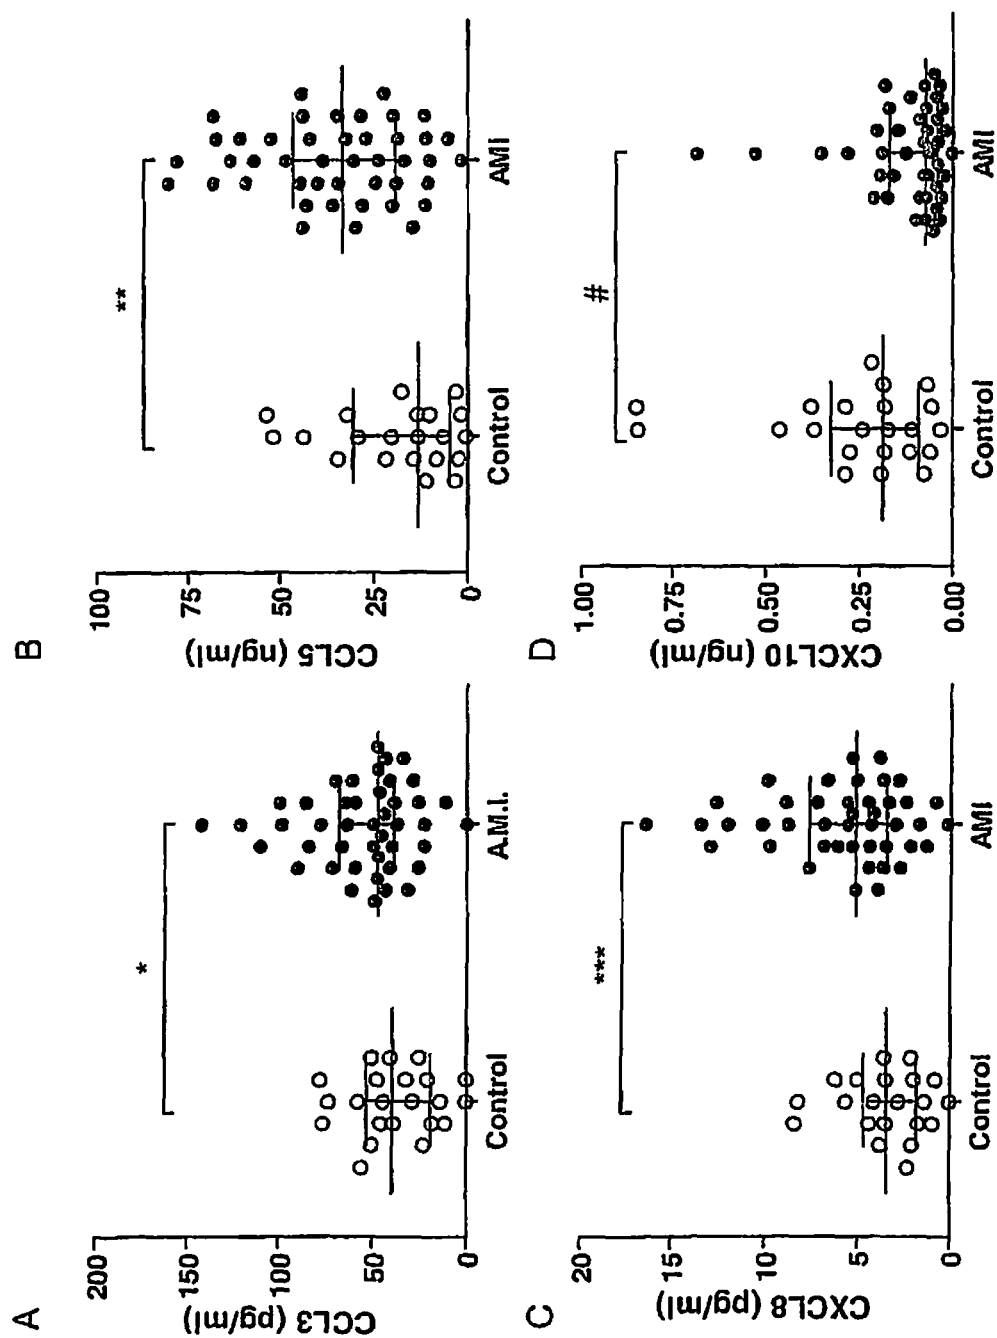 A
CCL3 (pg/ml)
200
150
100
50
0
*
Control
A.M.I.
B
CCL5 (ng/ml)
100
75
50
25
0
**
Control
AMI
C
CXCL8 (pg/ml)
20
15
10
5
0
***
Control
AMI
D
CXCL10 (ng/ml)
1.00
0.75
0.50
0.25
0.00
#
Control
AMI